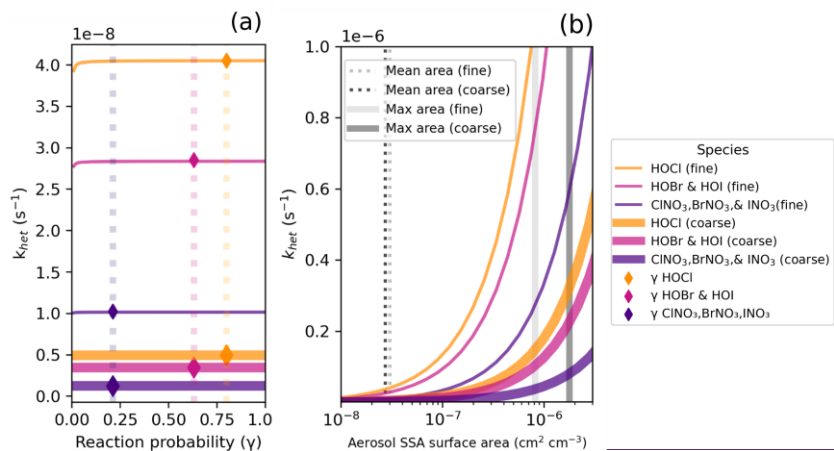 (a)
1e−8
4.0
3.5
3.0
2.5
2.0
1.5
1.0
0.5
0.0
k_het (s⁻¹)
0.00 0.25 0.50 0.75 1.00
Reaction probability (γ)
(b)
1e−6
1.0
0.8
0.6
0.4
0.2
k_het (s⁻¹)
Mean area (fine)
Mean area (coarse)
Max area (fine)
Max area (coarse)
10⁻⁸ 10⁻⁷ 10⁻⁶
Aerosol SSA surface area (cm² cm⁻³)
Species
HOCl (fine)
HOBr & HOI (fine)
ClNO₃,BrNO₃,& INO₃(fine)
HOCl (coarse)
HOBr & HOI (coarse)
ClNO₃,BrNO₃,& INO₃ (coarse)
γ HOCl
γ HOBr & HOI
γ ClNO₃,BrNO₃,INO₃